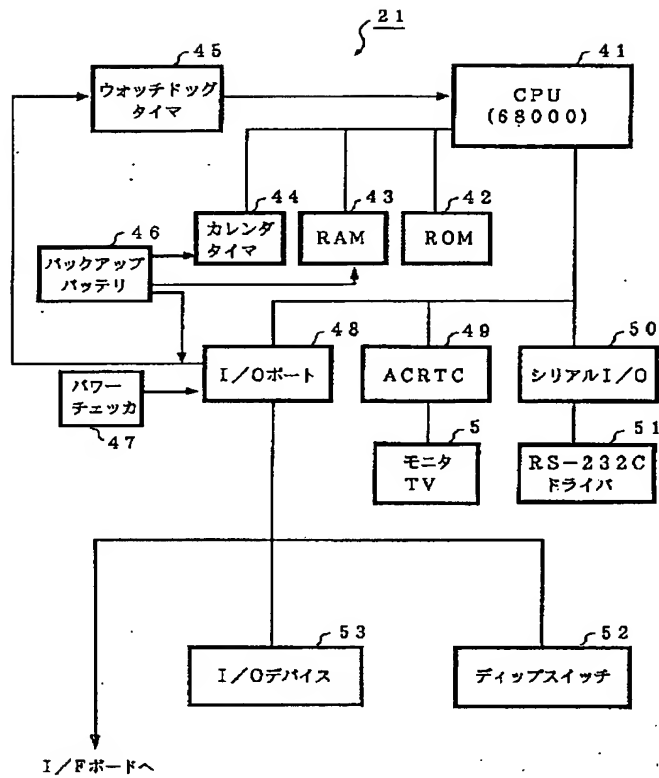 21
45
ウォッチドッグ
タイマ
41
CPU
(68000)
44
カレンダ
タイマ
43
RAM
42
ROM
46
バックアップ
バッテリ
48
I/Oポート
49
ACRTC
50
シリアルI/O
パワー
チェッカ
47
5
モニタ
TV
51
RS-232C
ドライバ
53
I/Oデバイス
52
ディップスイッチ
I/Fボードへ